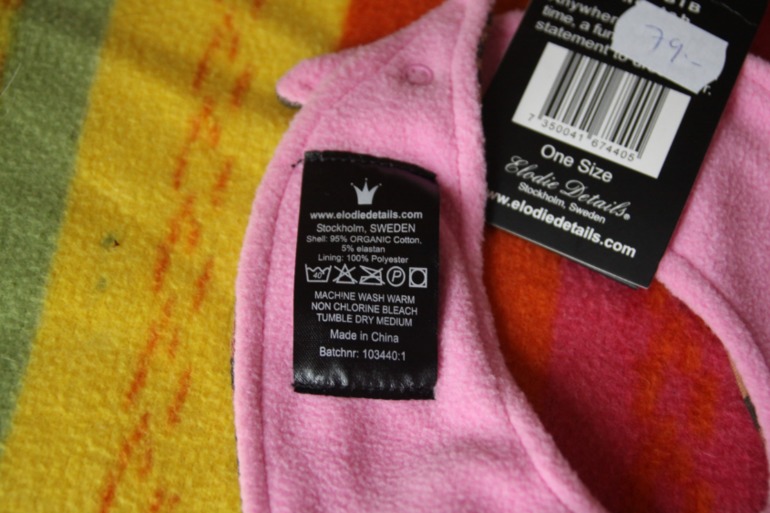 www.elodiedetails.com
Stockholm, SWEDEN
Shell: 95% ORGANIC Cotton,
5% elastan
Lining: 100% Polyester
40
P
MACHINE WASH WARM
NON CHLORINE BLEACH
TUMBLE DRY MEDIUM
Made in China
Batchnr: 103440:1
time, a fun
statement to
79.-
7 350041 674405
One Size
Elodie Details®
Stockholm, Sweden
www.elodiedetails.com